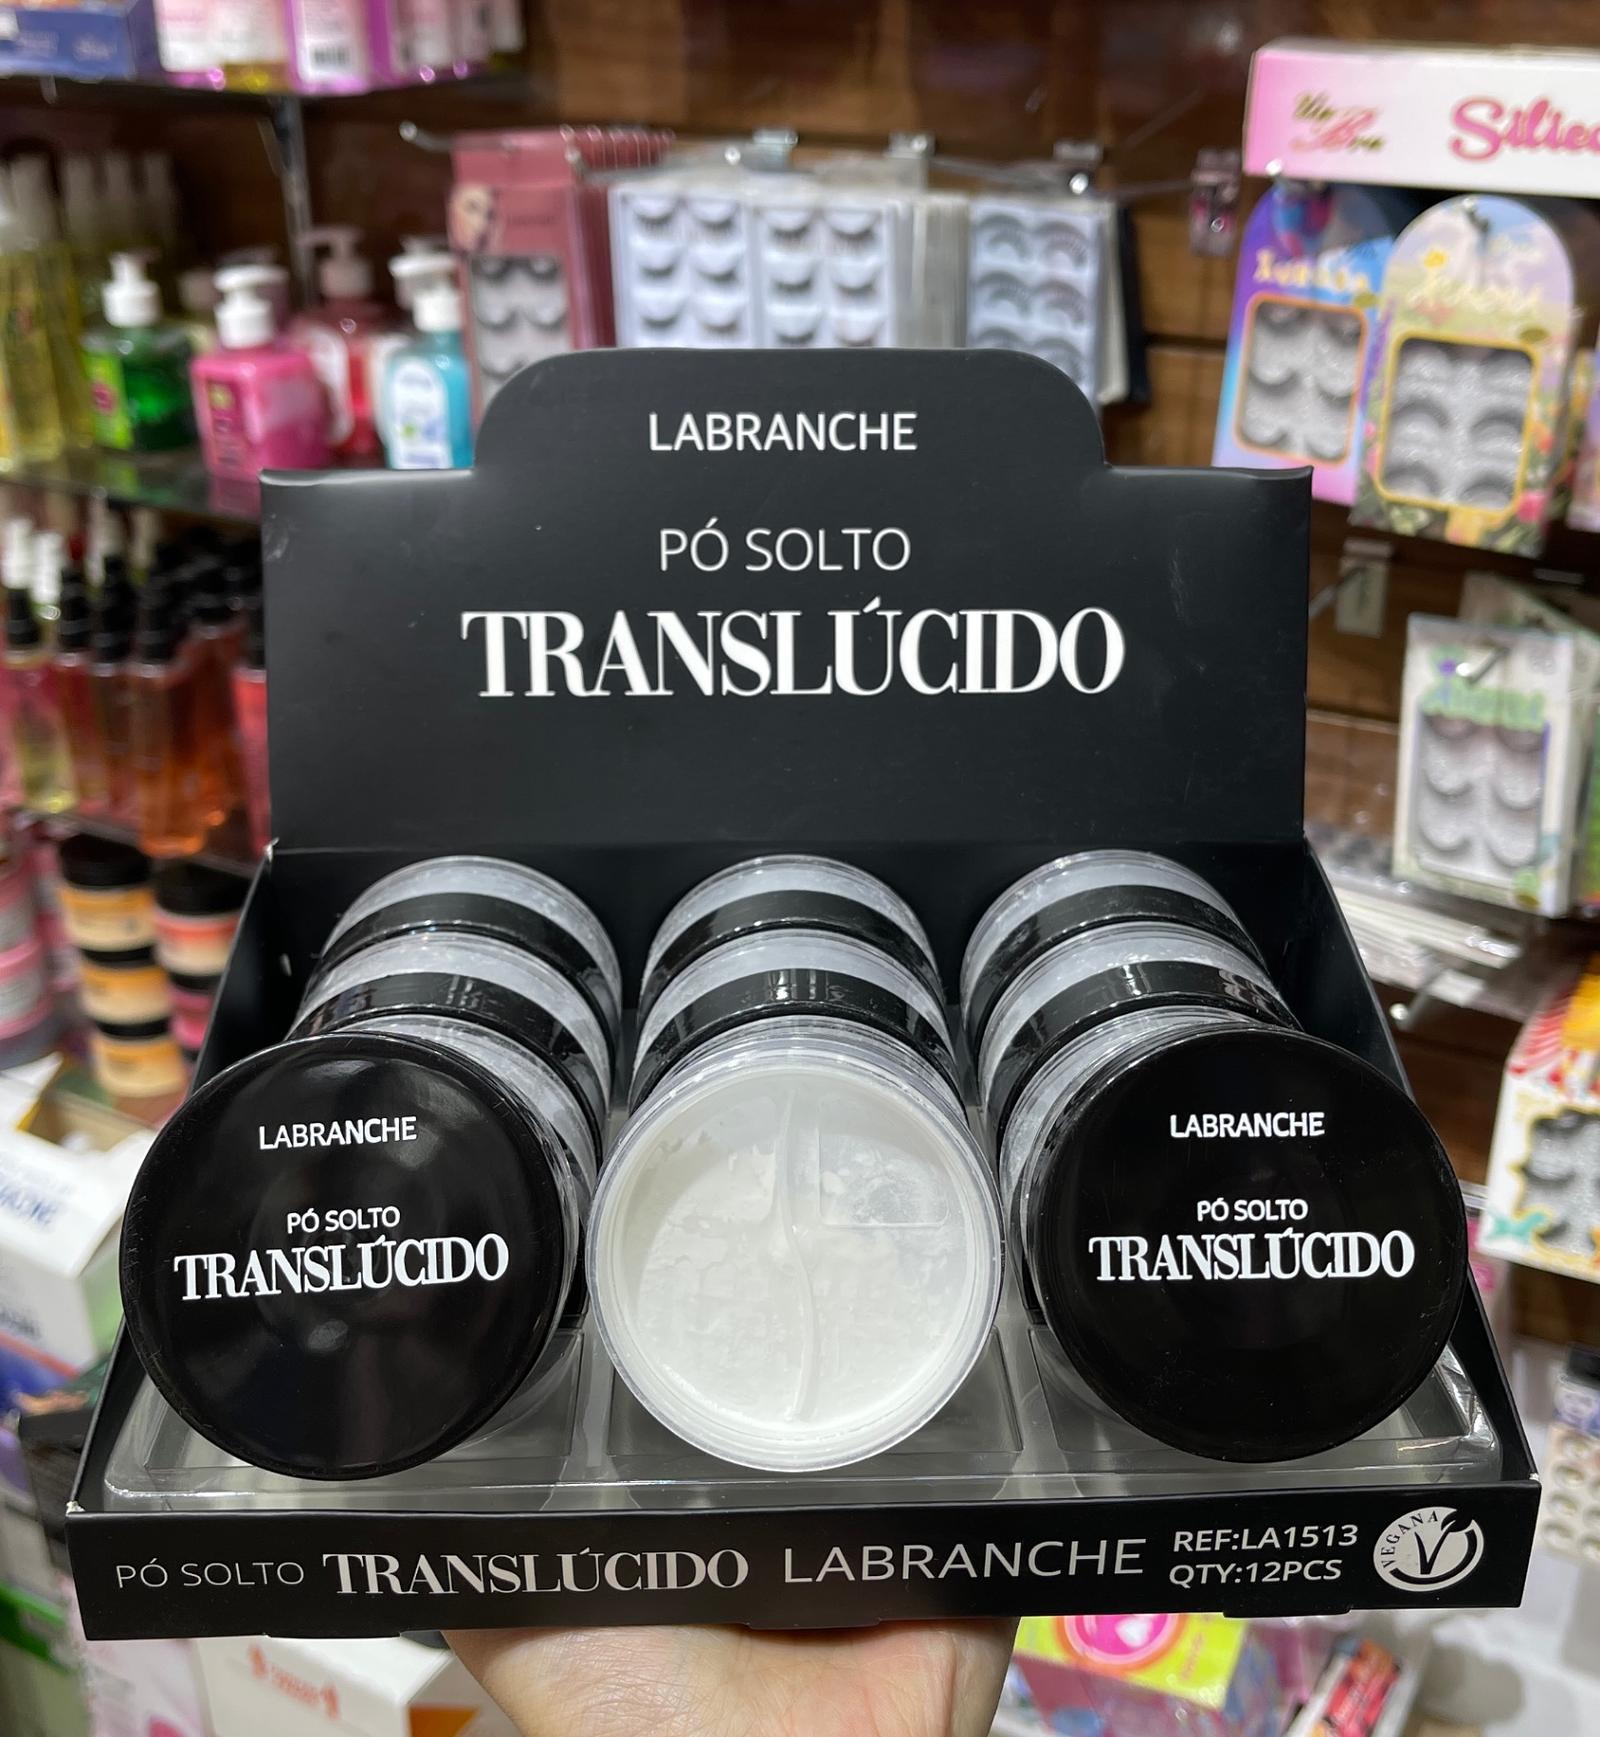 LABRANCHE
PÓ SOLTO
TRANSLÚCIDO
LABRANCHE
PÓ SOLTO
TRANSLÚCIDO
LABRANCHE
PÓ SOLTO
TRANSLÚCIDO
PÓ SOLTO TRANSLÚCIDO LABRANCHE
REF:LA1513
QTY:12PCS
VEGANA